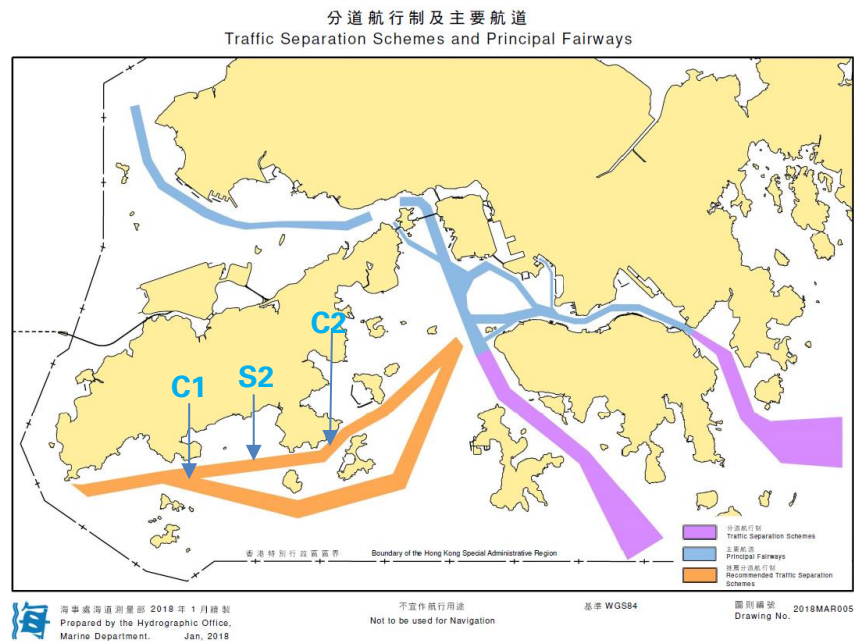 分道航行制及主要航道
Traffic Separation Schemes and Principal Fairways
C2
S2
C1
分道航行制
Traffic Separation Schemes
主要航道
Principal Fairways
推薦分道航行制
Recommended Traffic Separation
Schemes
香港特別行政區區界 Boundary of the Hong Kong Special Administrative Region
海事處海道測量部 2018 年 1 月繪製
Prepared by the Hydrographic Office,
Marine Department. Jan, 2018
不宜作航行用途
Not to be used for Navigation
基準 WGS84
圖則編號
Drawing No. 2018MAR005